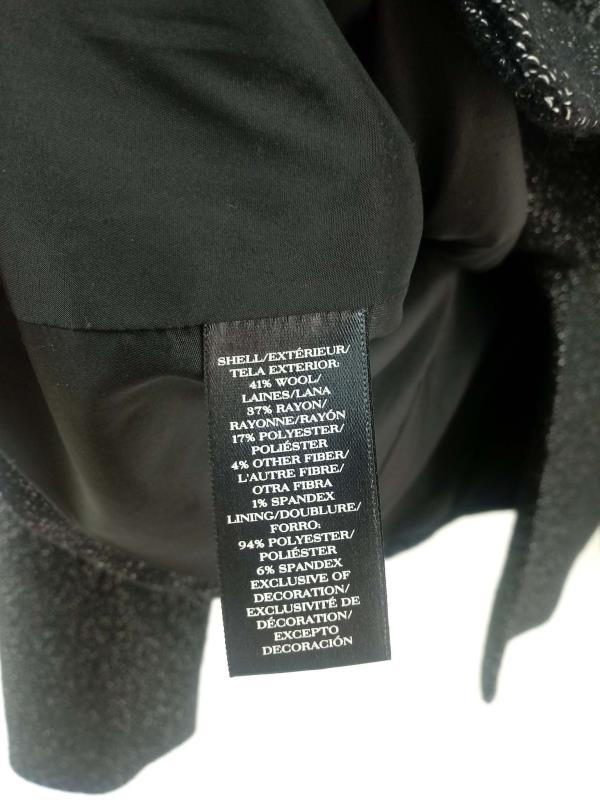 SHELL/EXTÉRIEUR/
TELA EXTERIOR:
41% WOOL/
LAINES/LANA
37% RAYON/
RAYONNE/RAYÓN
17% POLYESTER/
POLIÉSTER
4% OTHER FIBER/
L'AUTRE FIBRE/
OTRA FIBRA
1% SPANDEX
LINING/DOUBLURE/
FORRO:
94% POLYESTER/
POLIÉSTER
6% SPANDEX
EXCLUSIVE OF
DECORATION/
EXCLUSIVITÉ DE
DÉCORATION/
EXCEPTO
DECORACIÓN